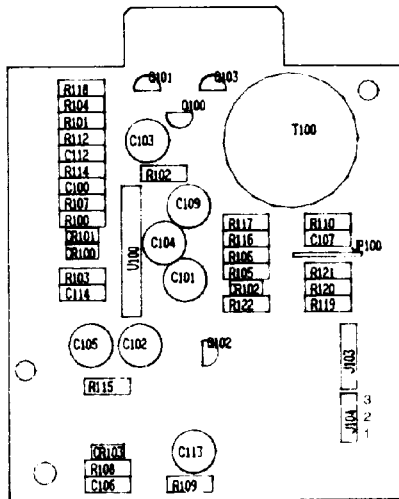 Q101
Q103
Q100
R118
R104
R101
R112
C112
R114
C100
R107
R100
CR101
CR100
R103
C114
C103
R102
U100
C109
C104
C101
T100
R117
R116
R106
R105
CR102
R122
R110
C107
JP100
R121
R120
R119
C105
C102
Q102
R115
J103
J104
3
2
1
CR103
R108
C106
C113
R109